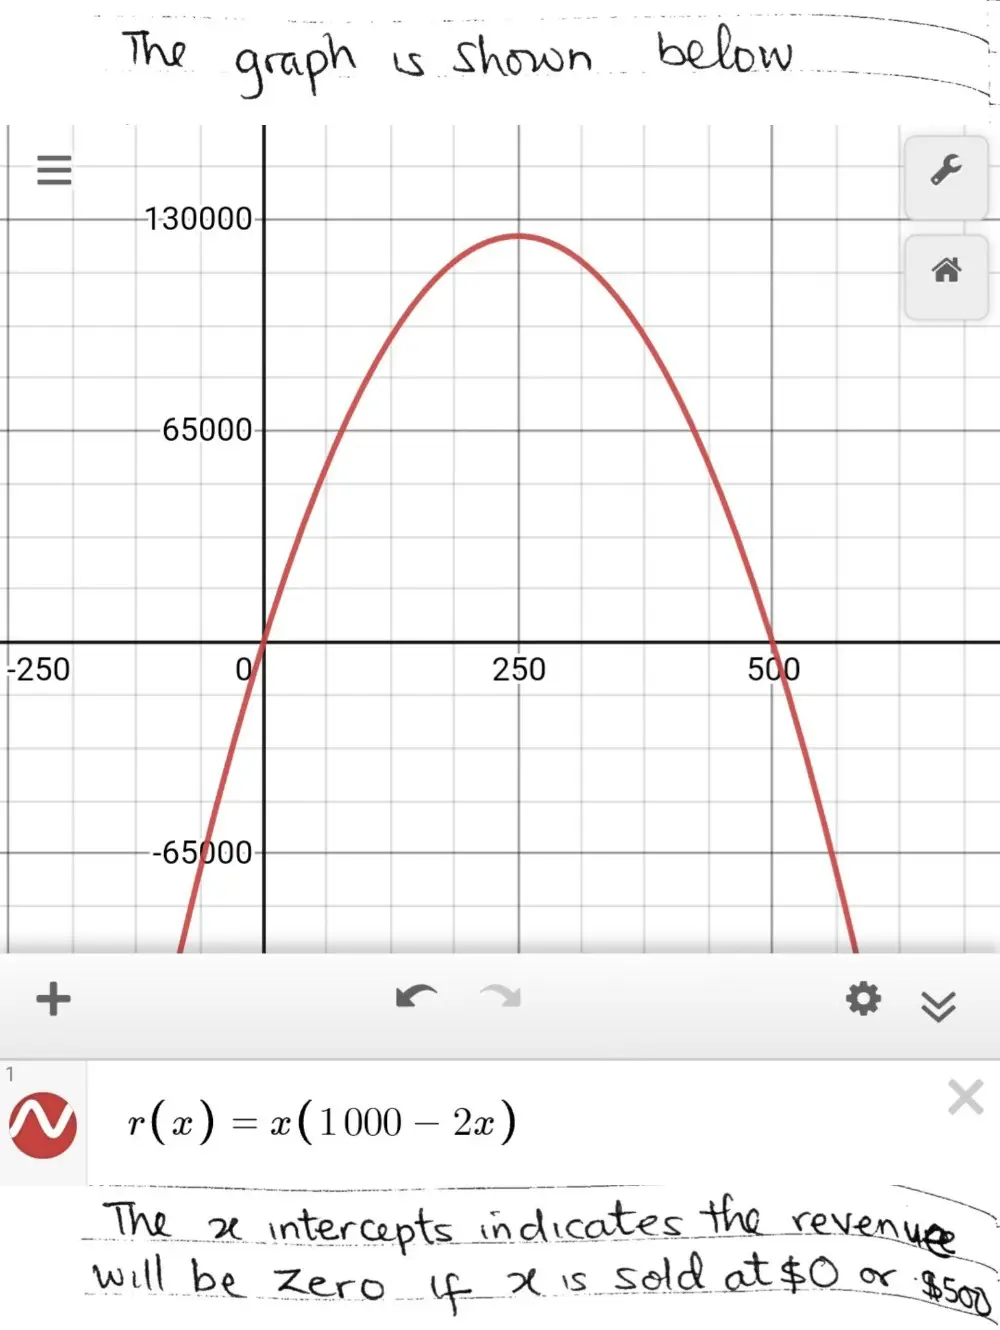 The graph is shown below
130000
65000
-250 0 250 500
-65000
1
r(x) = x(1000 − 2x)
The x intercepts indicates the revenue
will be zero if x is sold at $0 or $500